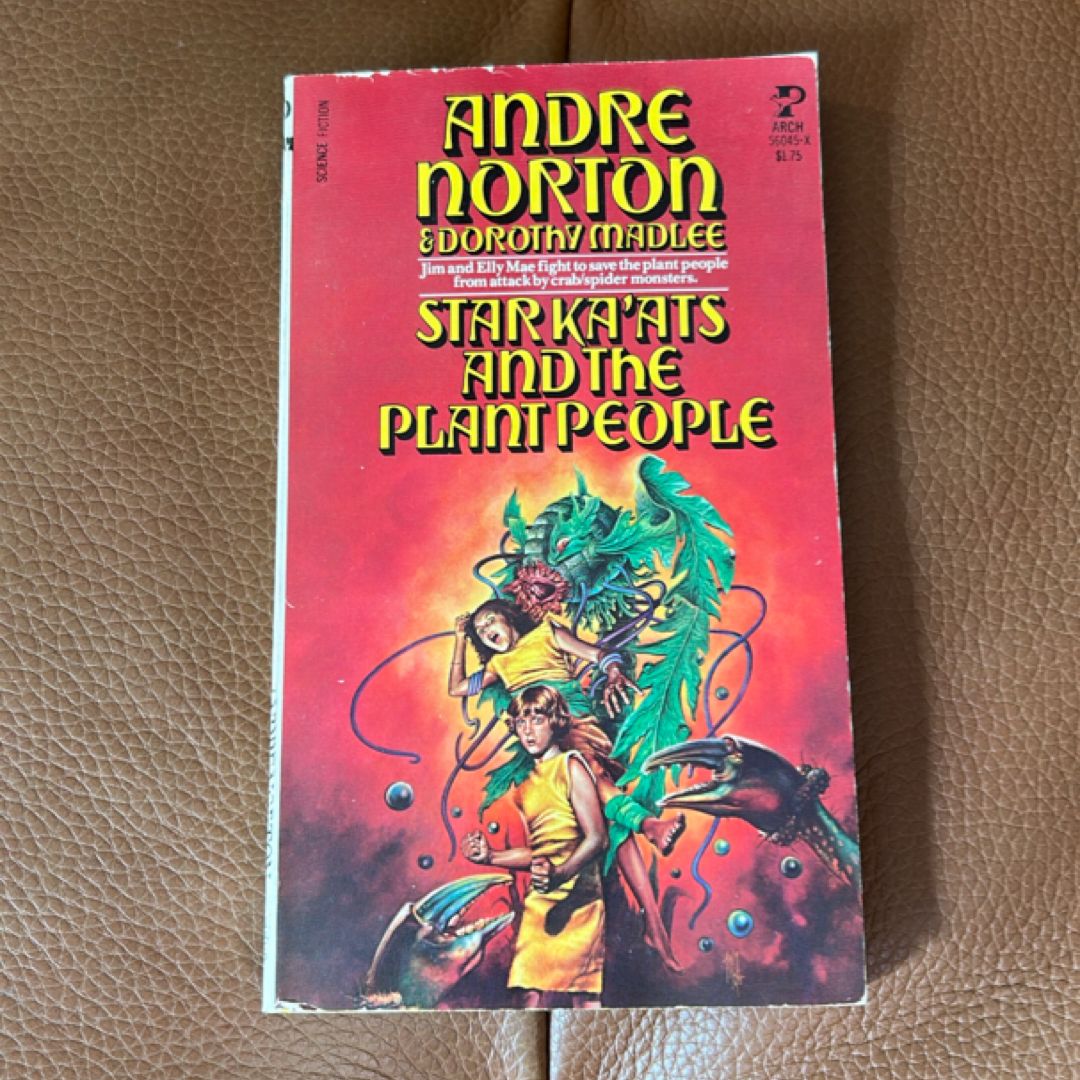 SCIENCE FICTION
P
ARCH
56045-X
$1.75
ANDRE
NORTON
& DOROTHY MADLEE
Jim and Elly Mae fight to save the plant people
from attack by crab/spider monsters.
STAR KA'ATS
AND THE
PLANT PEOPLE